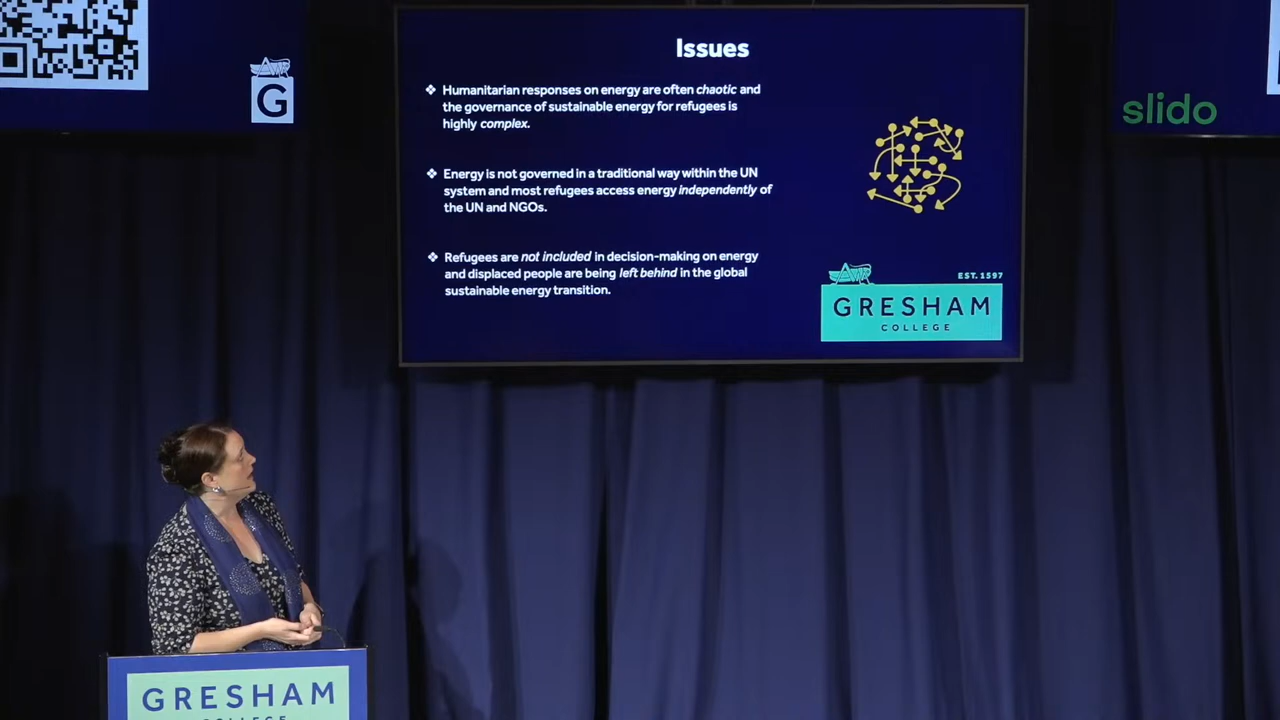 Issues
❖ Humanitarian responses on energy are often chaotic and
the governance of sustainable energy for refugees is
highly complex.
❖ Energy is not governed in a traditional way within the UN
system and most refugees access energy independently of
the UN and NGOs.
❖ Refugees are not included in decision-making on energy
and displaced people are being left behind in the global
sustainable energy transition.
EST. 1597
GRESHAM
COLLEGE
G
slido
GRESHAM
COLLEGE